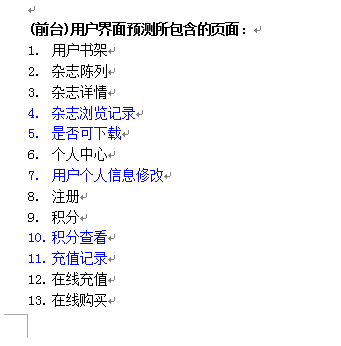 (前台)用户界面预测所包含的页面：
1. 用户书架
2. 杂志陈列
3. 杂志详情
4. 杂志浏览记录
5. 是否可下载
6. 个人中心
7. 用户个人信息修改
8. 注册
9. 积分
10. 积分查看
11. 充值记录
12. 在线充值
13. 在线购买